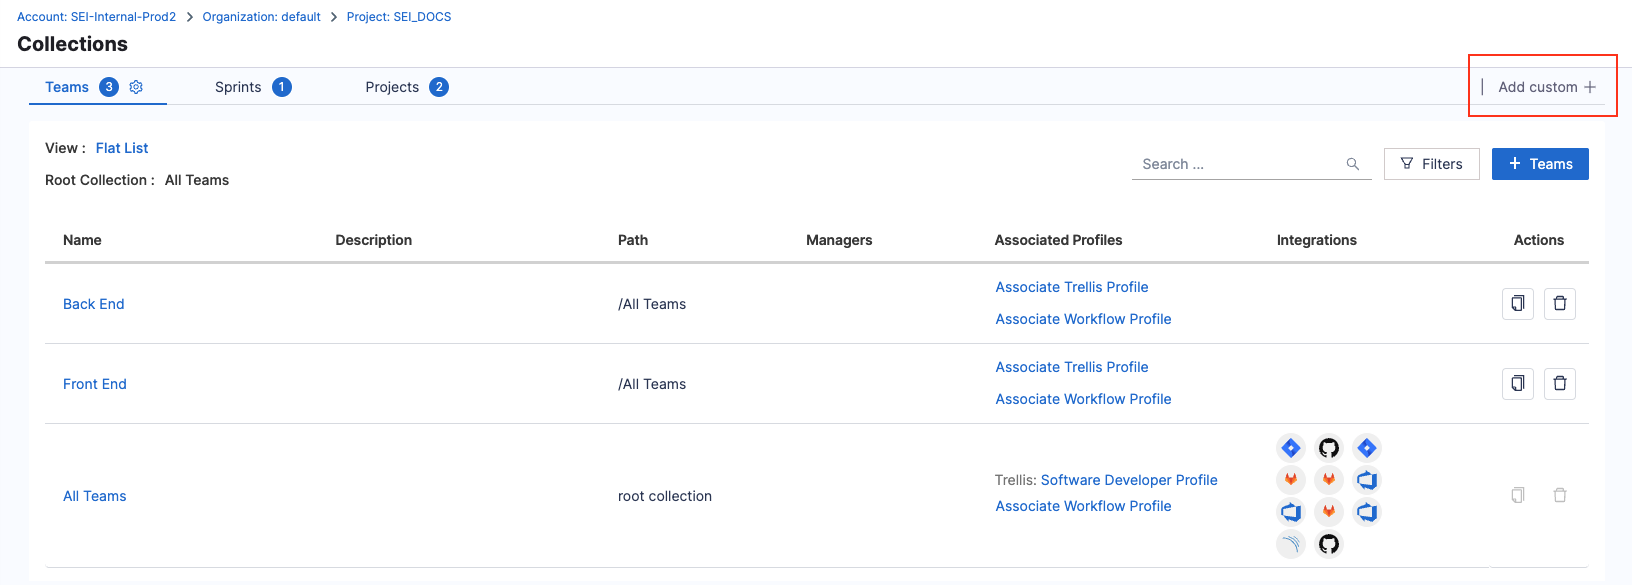 Account: SEI-Internal-Prod2 > Organization: default > Project: SEI_DOCS
Collections
Teams 3 Sprints 1 Projects 2 | Add custom +
View : Flat List
Search ... Filters + Teams
Root Collection : All Teams
Name Description Path Managers Associated Profiles Integrations Actions
Associate Trellis Profile
Back End /All Teams
Associate Workflow Profile
Associate Trellis Profile
Front End /All Teams
Associate Workflow Profile
Trellis: Software Developer Profile
All Teams root collection
Associate Workflow Profile